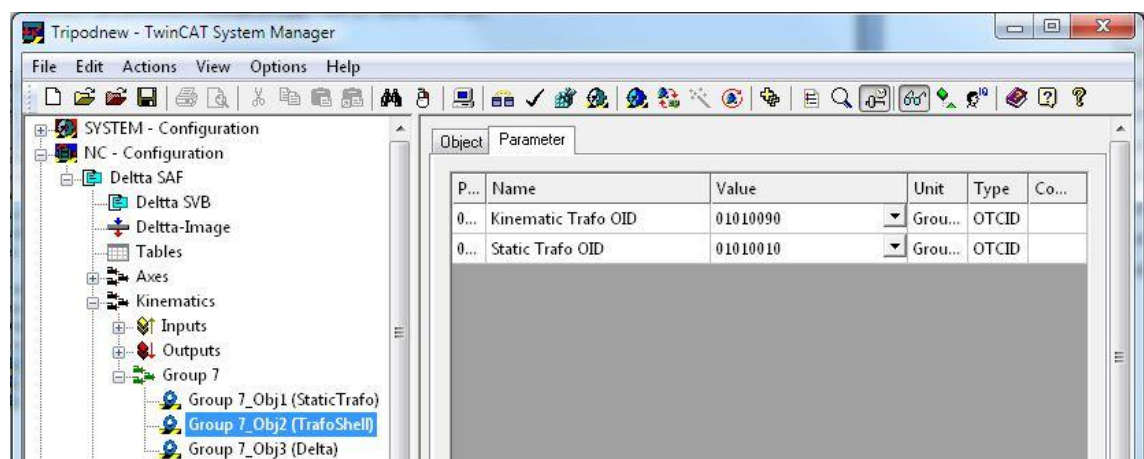 Tripodnew - TwinCAT System Manager
File Edit Actions View Options Help
SYSTEM - Configuration
NC - Configuration
Deltta SAF
Deltta SVB
Deltta-Image
Tables
Axes
Kinematics
Inputs
Outputs
Group 7
Group 7_Obj1 (StaticTrafo)
Group 7_Obj2 (TrafoShell)
Group 7_Obj3 (Delta)
Object Parameter
P... Name Value Unit Type Co...
0... Kinematic Trafo OID 01010090 Grou... OTCID
0... Static Trafo OID 01010010 Grou... OTCID